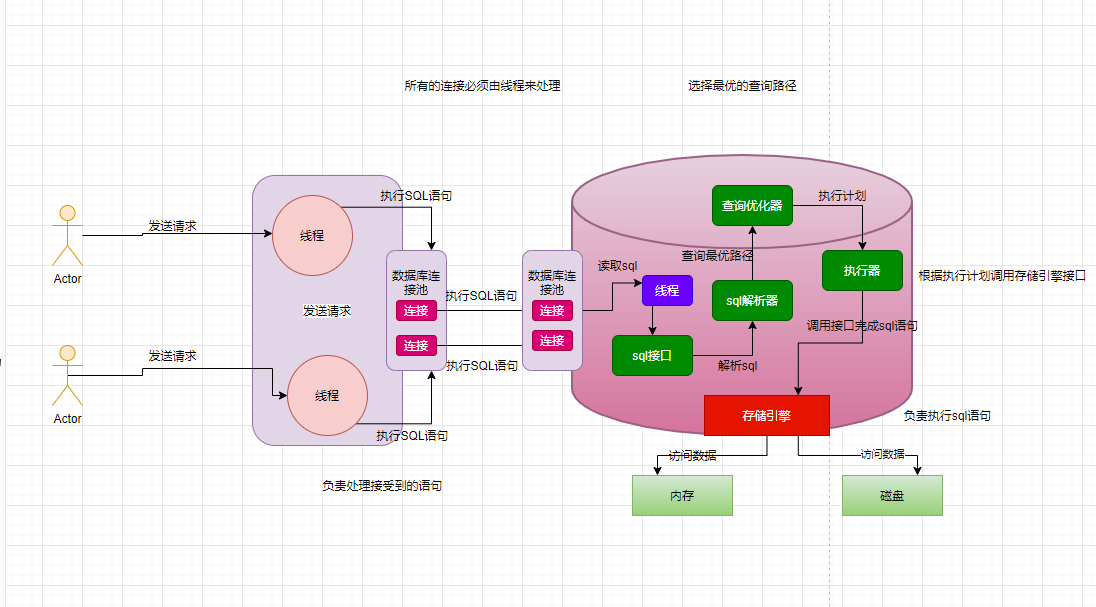 所有的连接必须由线程来处理
选择最优的查询路径
Actor
发送请求
线程
执行SQL语句
发送请求
Actor
发送请求
线程
执行SQL语句
负责处理接受到的语句
数据库连
接池
连接
连接
执行SQL语句
执行SQL语句
数据库连
接池
连接
连接
读取sql
线程
sql接口
解析sql
sql解析器
查询最优路径
查询优化器
执行计划
执行器
根据执行计划调用存储引擎接口
调用接口完成sql语句
存储引擎
负责执行sql语句
访问数据
访问数据
内存
磁盘